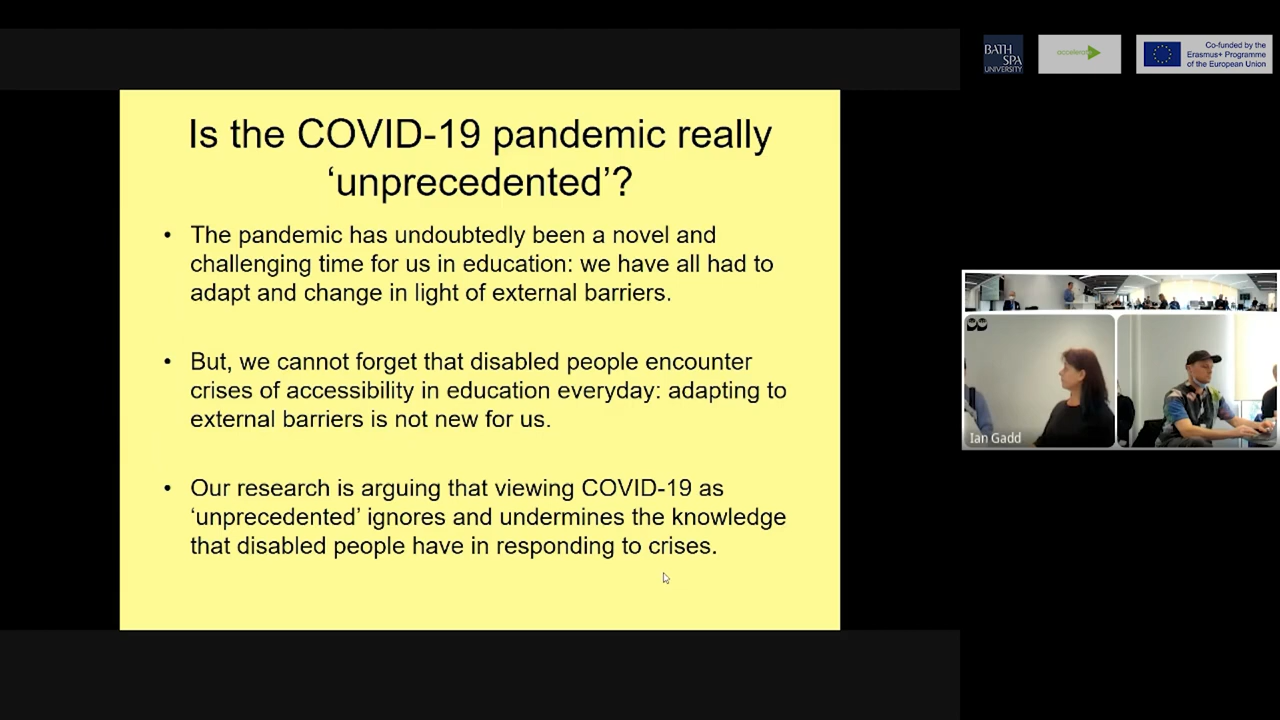 BATH
SPA
UNIVERSITY
accelerate
Co-funded by the
Erasmus+ Programme
of the European Union
Is the COVID-19 pandemic really
‘unprecedented’?
• The pandemic has undoubtedly been a novel and
challenging time for us in education: we have all had to
adapt and change in light of external barriers.
• But, we cannot forget that disabled people encounter
crises of accessibility in education everyday: adapting to
external barriers is not new for us.
• Our research is arguing that viewing COVID-19 as
‘unprecedented’ ignores and undermines the knowledge
that disabled people have in responding to crises.
Ian Gadd